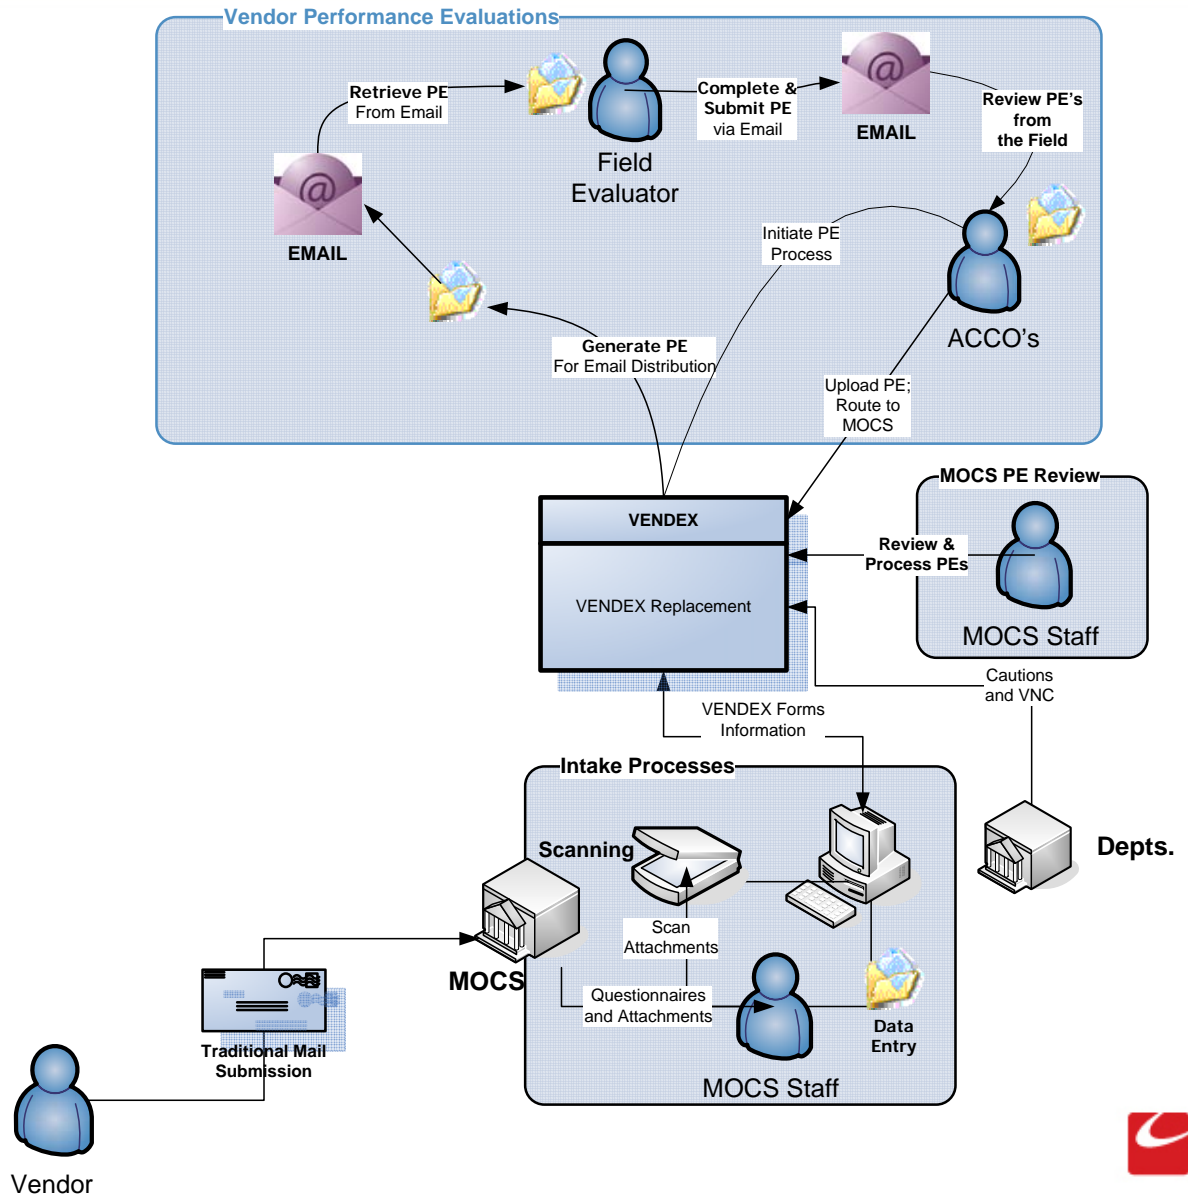 Vendor Performance Evaluations
Retrieve PE
From Email
Complete &
Submit PE
via Email
EMAIL
Review PE's
from
the Field
Field
Evaluator
EMAIL
Initiate PE
Process
ACCO's
Generate PE
For Email Distribution
Upload PE;
Route to
MOCS
MOCS PE Review
VENDEX
Review &
Process PEs
VENDEX Replacement
MOCS Staff
Cautions
and VNC
VENDEX Forms
Information
Intake Processes
Scanning
Depts.
Scan
Attachments
MOCS
Questionnaires
and Attachments
Data
Entry
Traditional Mail
Submission
MOCS Staff
Vendor